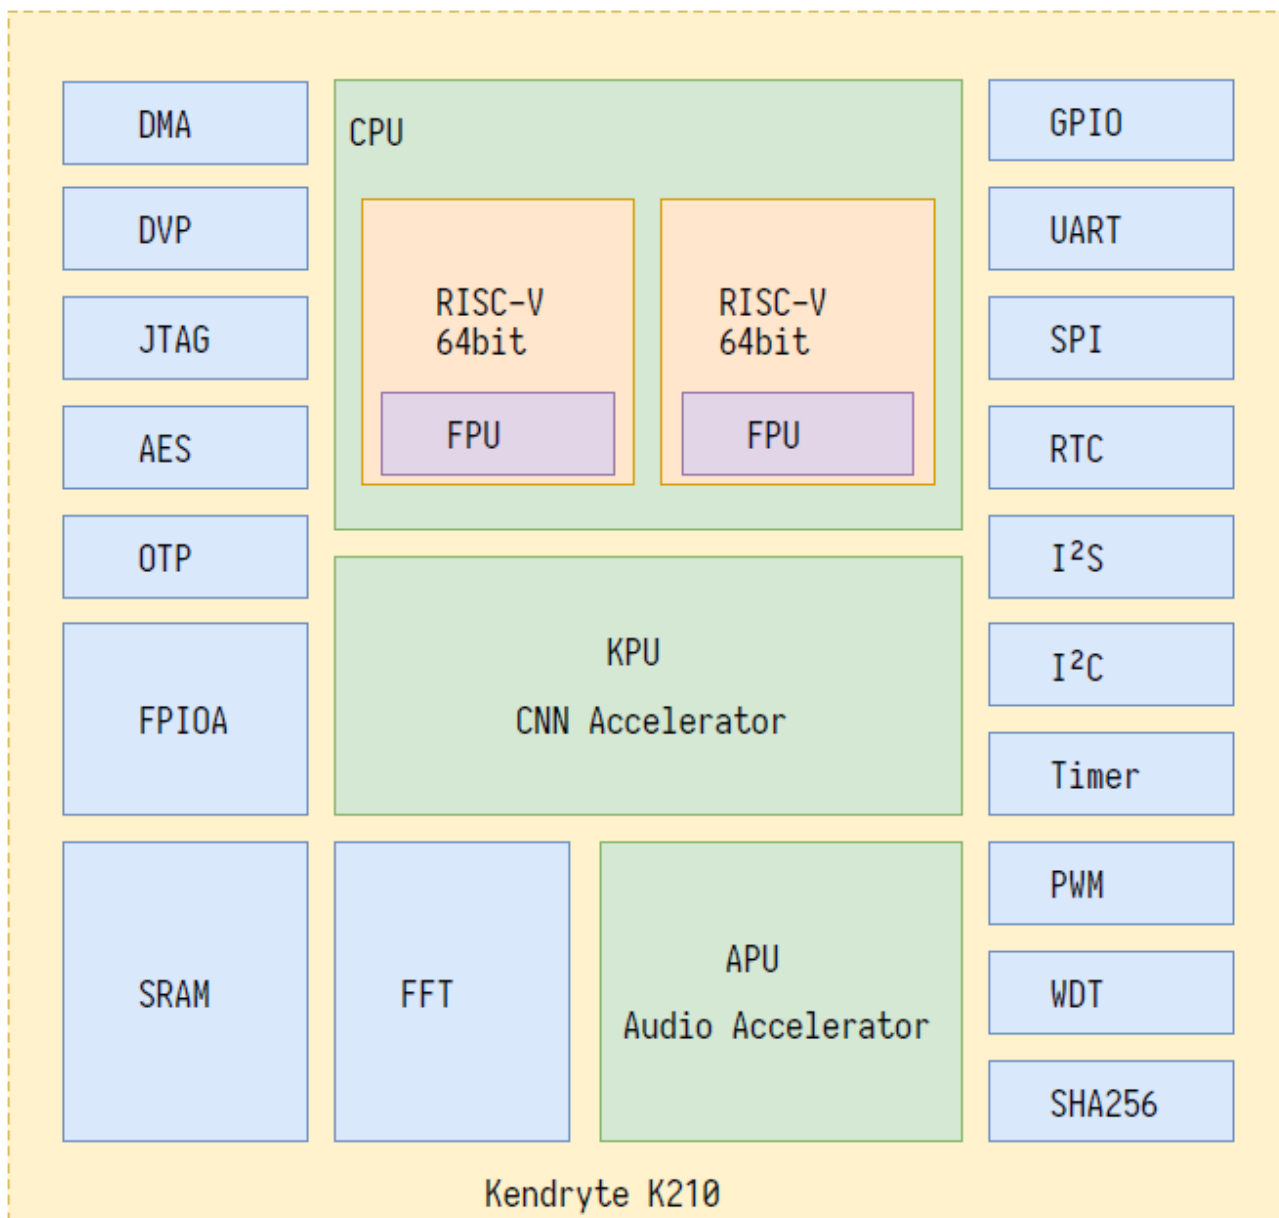 DMA
DVP
JTAG
AES
OTP
FPIOA
SRAM
CPU
RISC-V
64bit
FPU
RISC-V
64bit
FPU
KPU
CNN Accelerator
FFT
APU
Audio Accelerator
GPIO
UART
SPI
RTC
I²S
I²C
Timer
PWM
WDT
SHA256
Kendryte K210